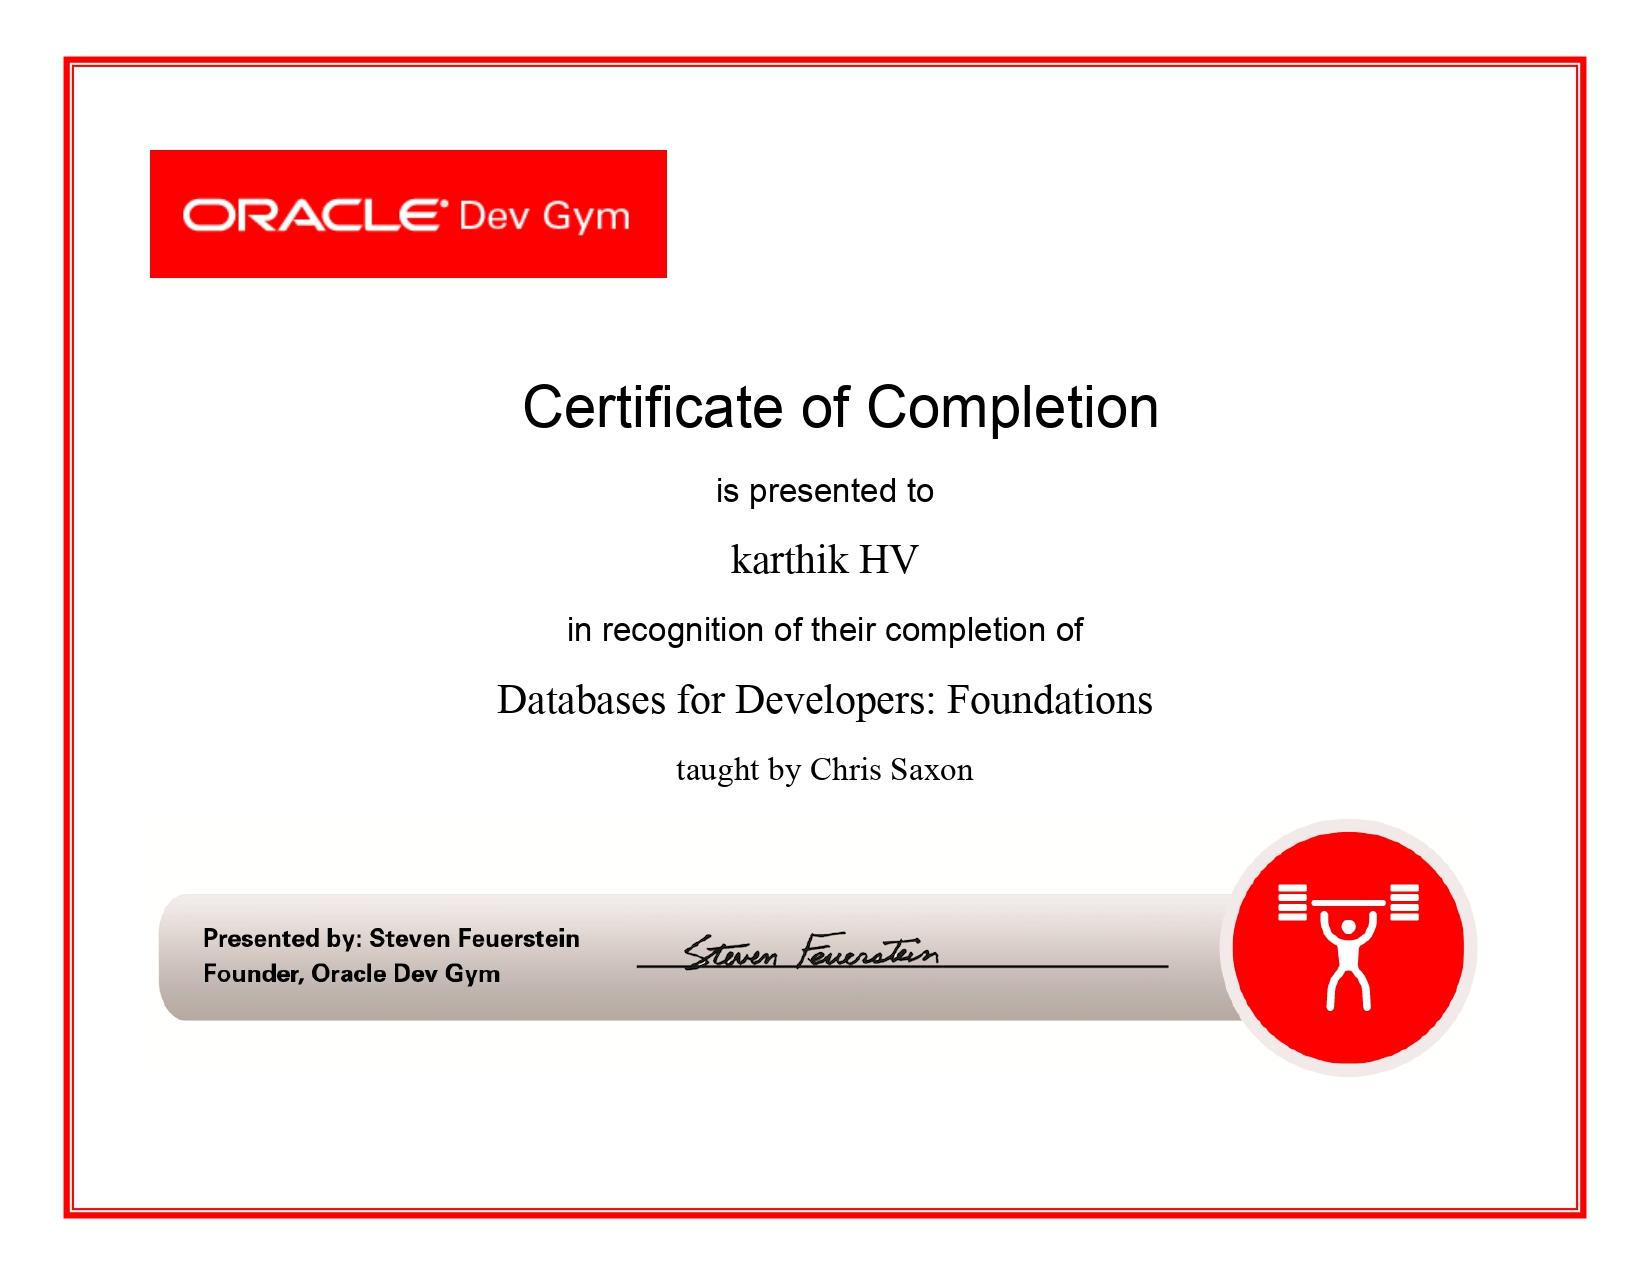 ORACLE Dev Gym
Certificate of Completion
is presented to
karthik HV
in recognition of their completion of
Databases for Developers: Foundations
taught by Chris Saxon
Presented by: Steven Feuerstein
Founder, Oracle Dev Gym
Steven Feuerstein